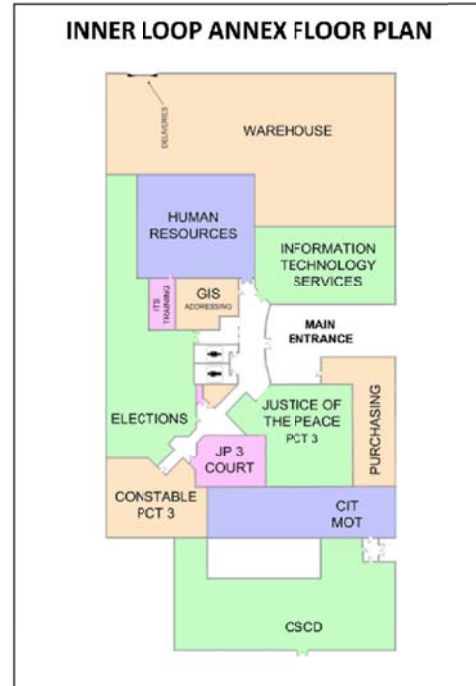 INNER LOOP ANNEX FLOOR PLAN
DELIVERIES
WAREHOUSE
HUMAN
RESOURCES
INFORMATION
TECHNOLOGY
SERVICES
ITS
TRAINING
GIS
ADDRESSING
MAIN
ENTRANCE
ELECTIONS
JUSTICE OF
THE PEACE
PCT 3
PURCHASING
JP 3
COURT
CONSTABLE
PCT 3
CIT
MOT
CSCD